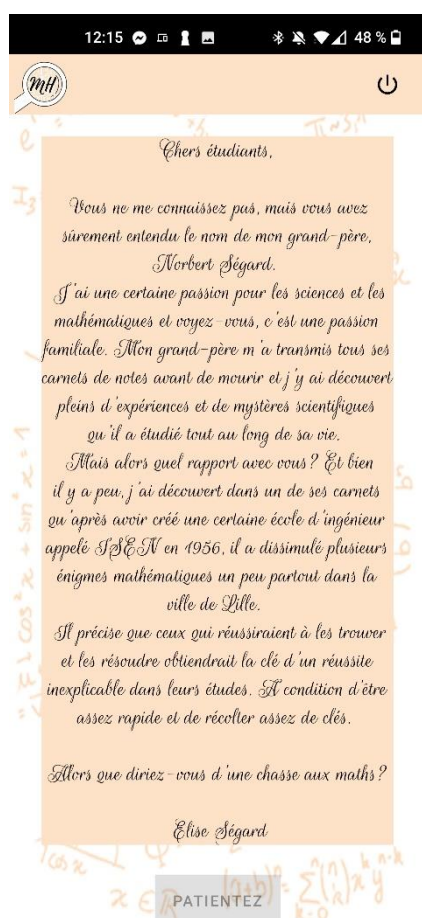 12:15 48 %
MH
Chers étudiants,
Vous ne me connaissez pas, mais vous avez
sûrement entendu le nom de mon grand-père,
Norbert Ségard.
J'ai une certaine passion pour les sciences et les
mathématiques et voyez-vous, c'est une passion
familiale. Mon grand-père m'a transmis tous ses
carnets de notes avant de mourir et j'y ai découvert
pleins d'expériences et de mystères scientifiques
qu'il a étudié tout au long de sa vie.
Mais alors quel rapport avec vous? Et bien
il y a peu, j'ai découvert dans un de ses carnets
qu'après avoir créé une certaine école d'ingénieur
appelé ISEN en 1956, il a dissimulé plusieurs
énigmes mathématiques un peu partout dans la
ville de Lille.
Il précise que ceux qui réussiraient à les trouver
et les résoudre obtiendrait la clé d'un réussite
inexplicable dans leurs études. A condition d'être
assez rapide et de récolter assez de clés.
Alors que diriez-vous d'une chasse aux maths?
Elise Ségard
PATIENTEZ